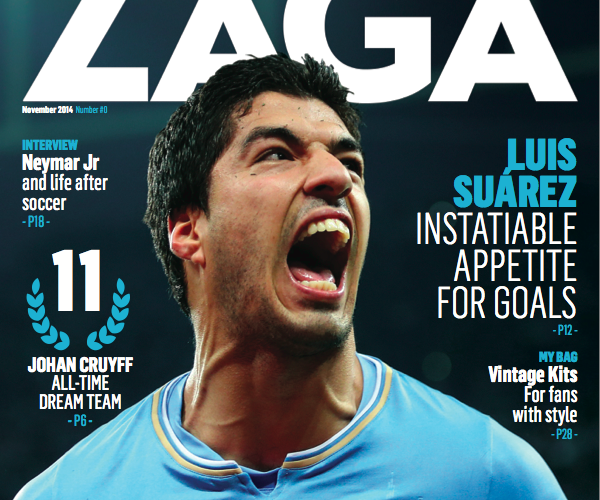 ZAGA
November 2014 Number #0
INTERVIEW
Neymar Jr
and life after
soccer
- P18 -
11
JOHAN CRUYFF
ALL-TIME
DREAM TEAM
- P6 -
LUIS
SUÁREZ
INSTATIABLE
APPETITE
FOR GOALS
- P12 -
MY BAG
Vintage Kits
For fans
with style
- P28 -